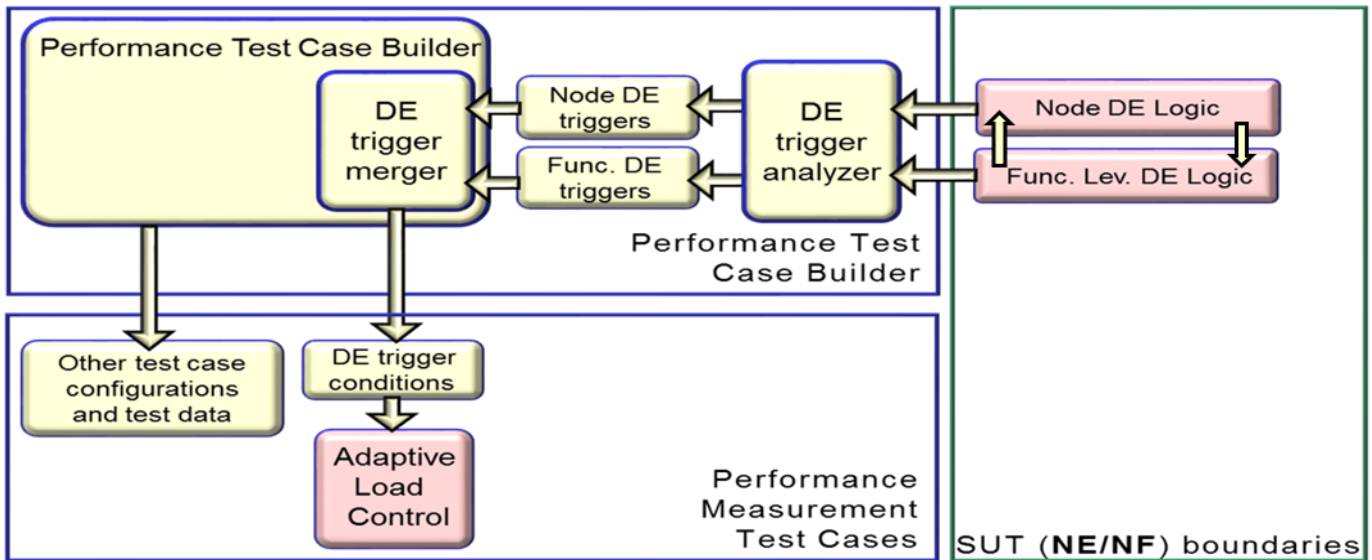 Performance Test Case Builder
DE
trigger
merger
Node DE
triggers
Func. DE
triggers
DE
trigger
analyzer
Node DE Logic
Func. Lev. DE Logic
Performance Test
Case Builder
Other test case
configurations
and test data
DE trigger
conditions
Adaptive
Load
Control
Performance
Measurement
Test Cases
SUT (NE/NF) boundaries